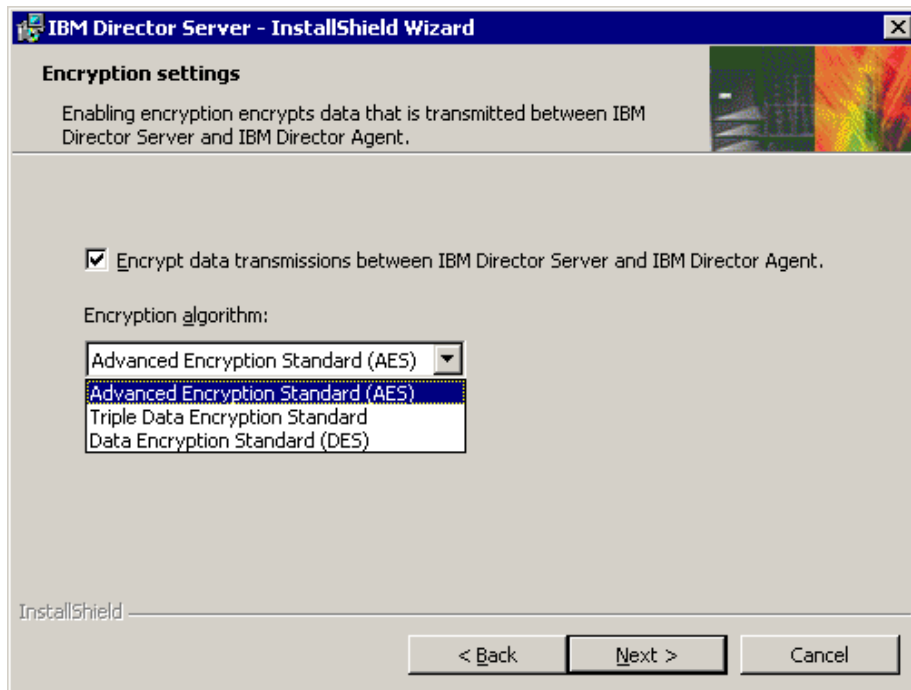 IBM Director Server - InstallShield Wizard
Encryption settings
Enabling encryption encrypts data that is transmitted between IBM
Director Server and IBM Director Agent.
Encrypt data transmissions between IBM Director Server and IBM Director Agent.
Encryption algorithm:
Advanced Encryption Standard (AES)
Advanced Encryption Standard (AES)
Triple Data Encryption Standard
Data Encryption Standard (DES)
InstallShield
< Back
Next >
Cancel